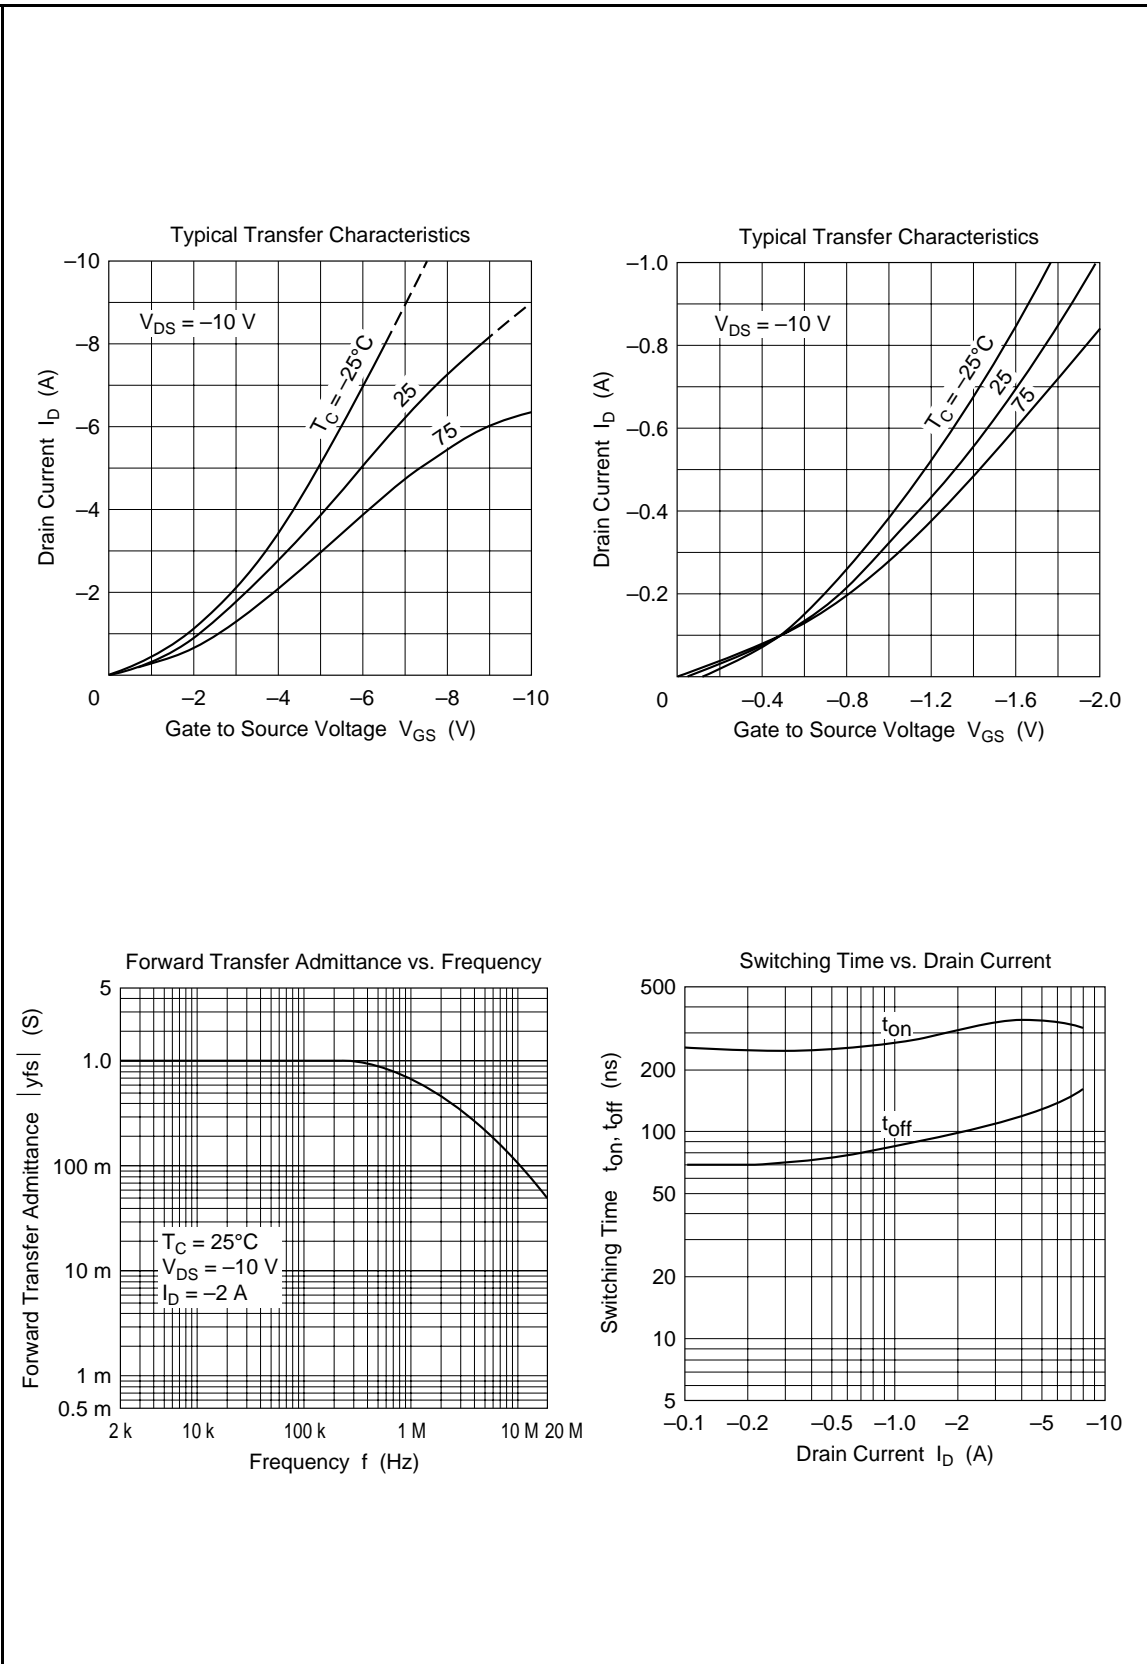 Typical Transfer Characteristics
–10
–8
–6
–4
–2
0
–2 –4 –6 –8 –10
Drain Current I_D (A)
Gate to Source Voltage V_GS (V)
V_DS = –10 V
T_C = –25°C
25
75
Typical Transfer Characteristics
–1.0
–0.8
–0.6
–0.4
–0.2
0
–0.4 –0.8 –1.2 –1.6 –2.0
Drain Current I_D (A)
Gate to Source Voltage V_GS (V)
V_DS = –10 V
T_C = –25°C
25
75
Forward Transfer Admittance vs. Frequency
5
1.0
100 m
10 m
1 m
0.5 m
2 k 10 k 100 k 1 M 10 M 20 M
Forward Transfer Admittance |yfs| (S)
Frequency f (Hz)
T_C = 25°C
V_DS = –10 V
I_D = –2 A
Switching Time vs. Drain Current
500
200
100
50
20
10
5
–0.1 –0.2 –0.5 –1.0 –2 –5 –10
Switching Time t_on, t_off (ns)
Drain Current I_D (A)
t_on
t_off